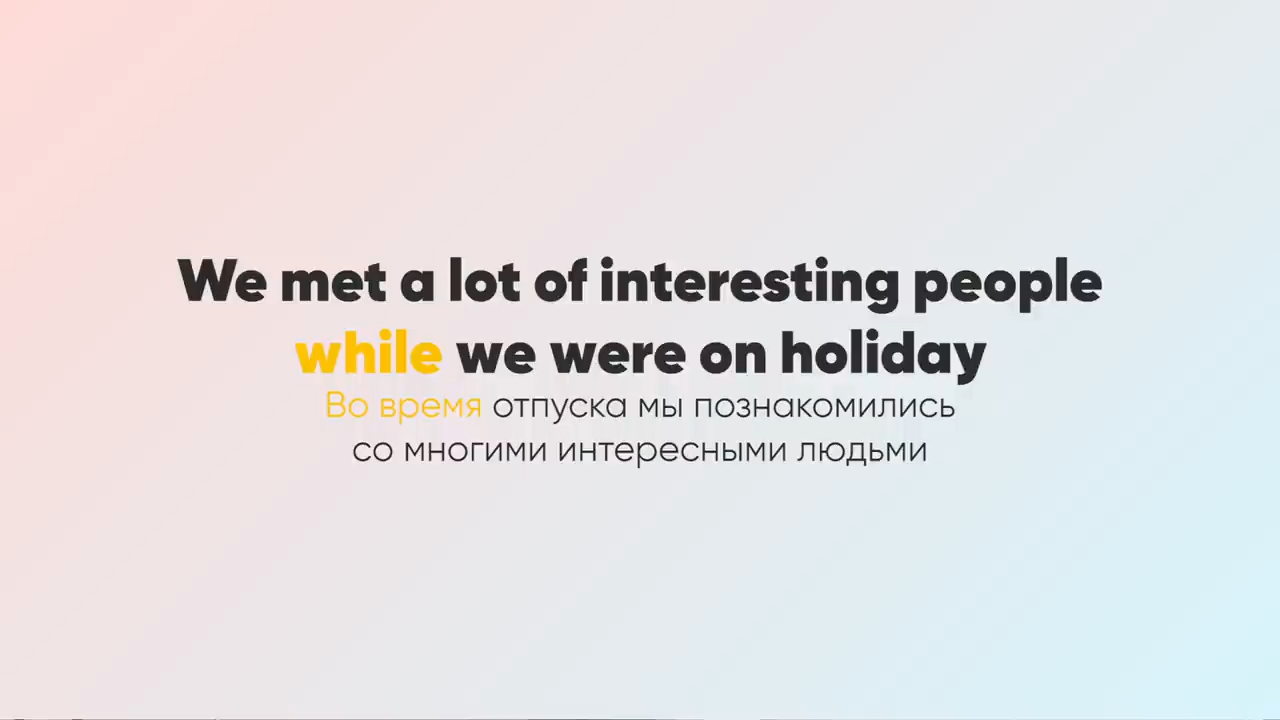 We met a lot of interesting people
while we were on holiday
Во время отпуска мы познакомились
со многими интересными людьми